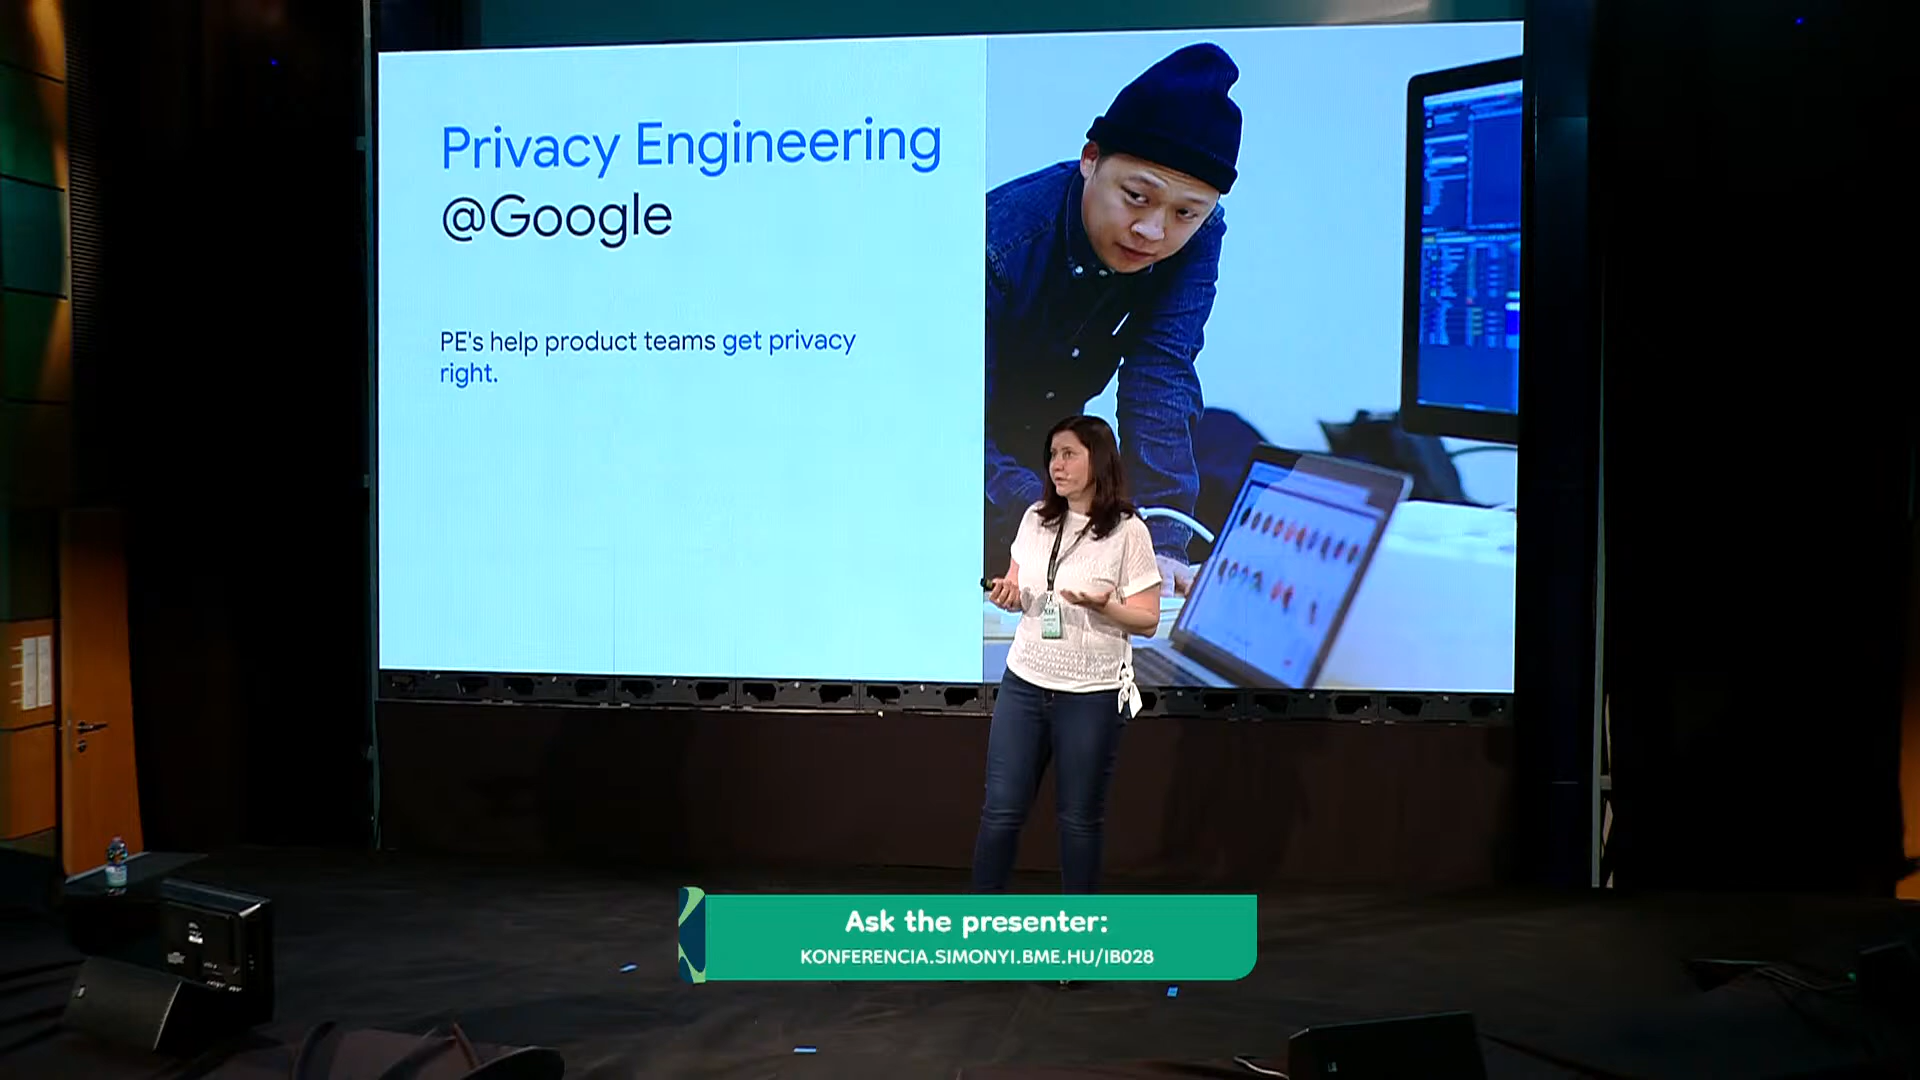 Privacy Engineering
@Google
PE's help product teams get privacy
right.
Ask the presenter:
KONFERENCIA.SIMONYI.BME.HU/IB028